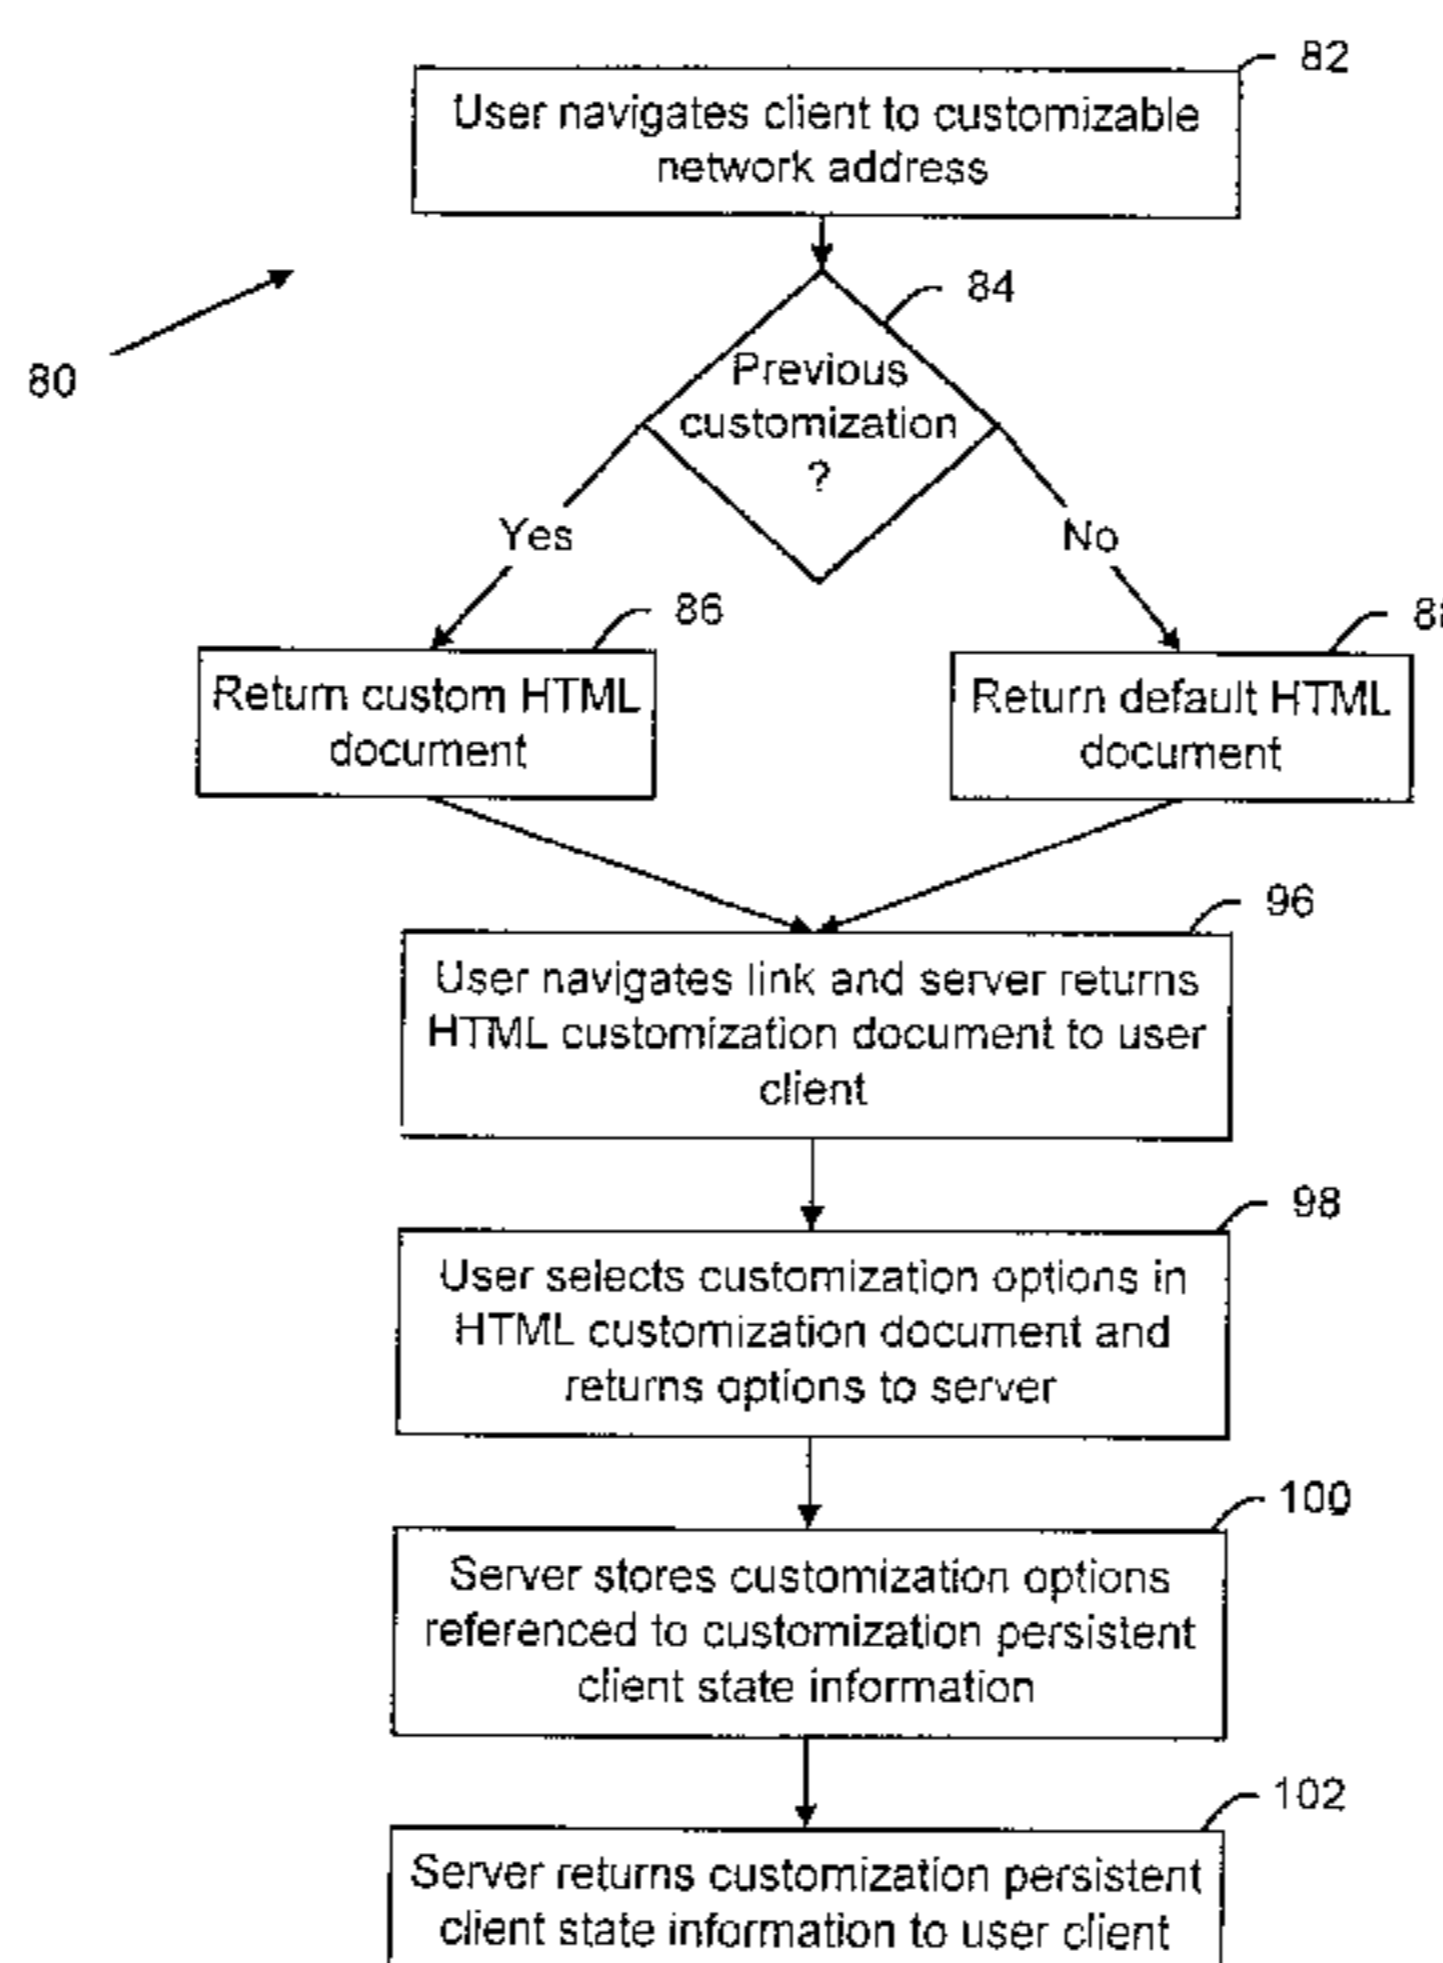 82
User navigates client to customizable
network address
84
80
Previous
customization
?
Yes
No
86
Return custom HTML
document
Return default HTML
document
96
User navigates link and server returns
HTML customization document to user
client
98
User selects customization options in
HTML customization document and
returns options to server
100
Server stores customization options
referenced to customization persistent
client state information
102
Server returns customization persistent
client state information to user client